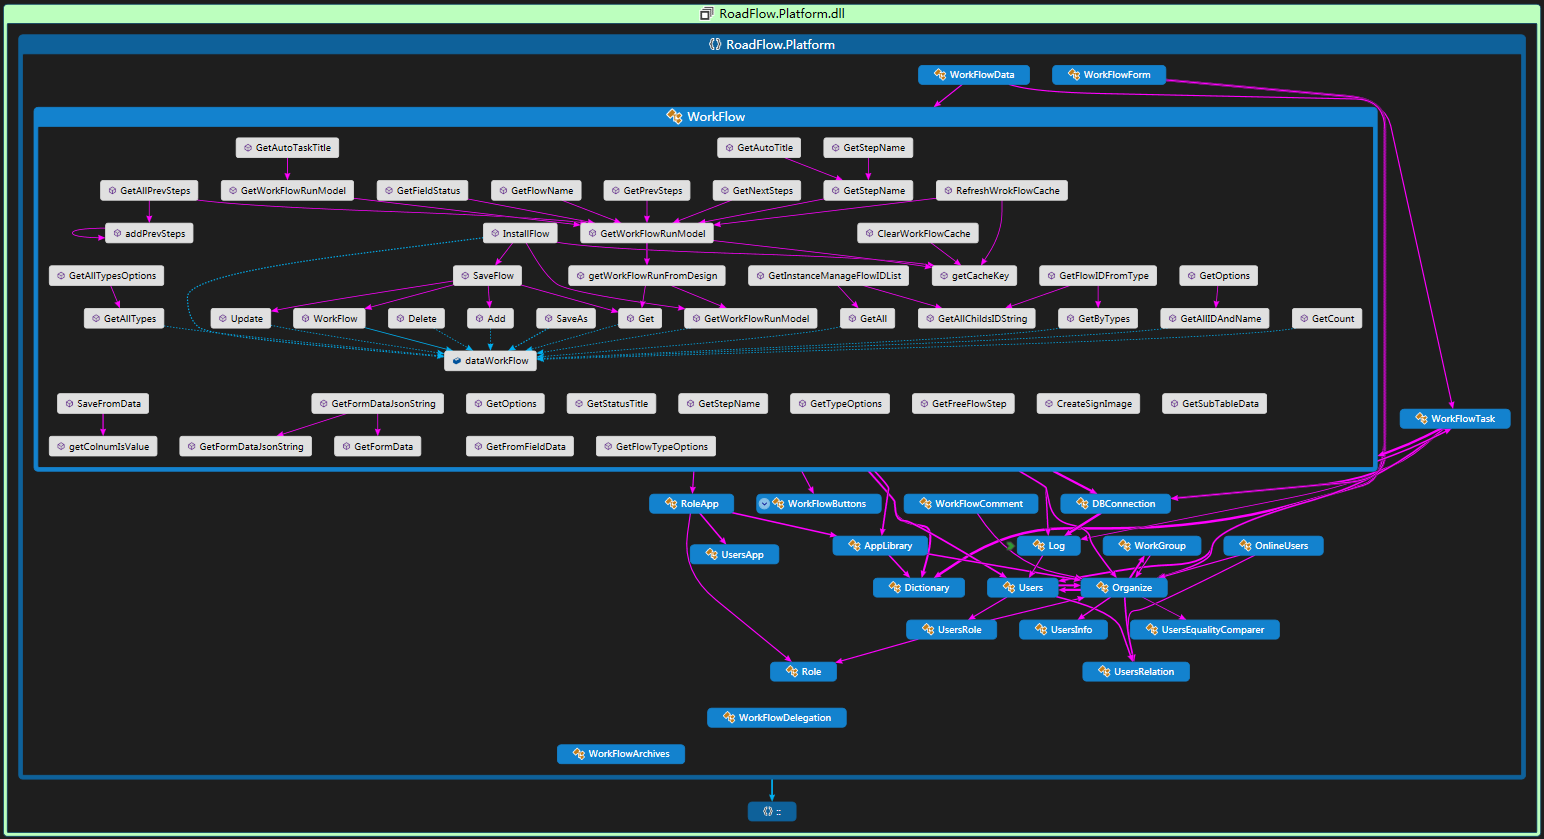 RoadFlow.Platform.dll
RoadFlow.Platform
WorkFlowData
WorkFlowForm
WorkFlow
GetAutoTaskTitle
GetAutoTitle
GetStepName
GetAllPrevSteps
GetWorkFlowRunModel
GetFieldStatus
GetFlowName
GetPrevSteps
GetNextSteps
GetStepName
RefreshWrokFlowCache
addPrevSteps
InstallFlow
GetWorkFlowRunModel
ClearWorkFlowCache
GetAllTypesOptions
SaveFlow
getWorkFlowRunFromDesign
GetInstanceManageFlowIDList
getCacheKey
GetFlowIDFromType
GetOptions
GetAllTypes
Update
WorkFlow
Delete
Add
SaveAs
Get
GetWorkFlowRunModel
GetAll
GetAllChildsIDString
GetByTypes
GetAllIDAndName
GetCount
dataWorkFlow
SaveFromData
GetFormDataJsonString
GetOptions
GetStatusTitle
GetStepName
GetTypeOptions
GetFreeFlowStep
CreateSignImage
GetSubTableData
WorkFlowTask
getColnumIsValue
GetFormDataJsonString
GetFormData
GetFromFieldData
GetFlowTypeOptions
RoleApp
WorkFlowButtons
WorkFlowComment
DBConnection
UsersApp
AppLibrary
Log
WorkGroup
OnlineUsers
Dictionary
Users
Organize
UsersRole
UsersInfo
UsersEqualityComparer
Role
UsersRelation
WorkFlowDelegation
WorkFlowArchives
::